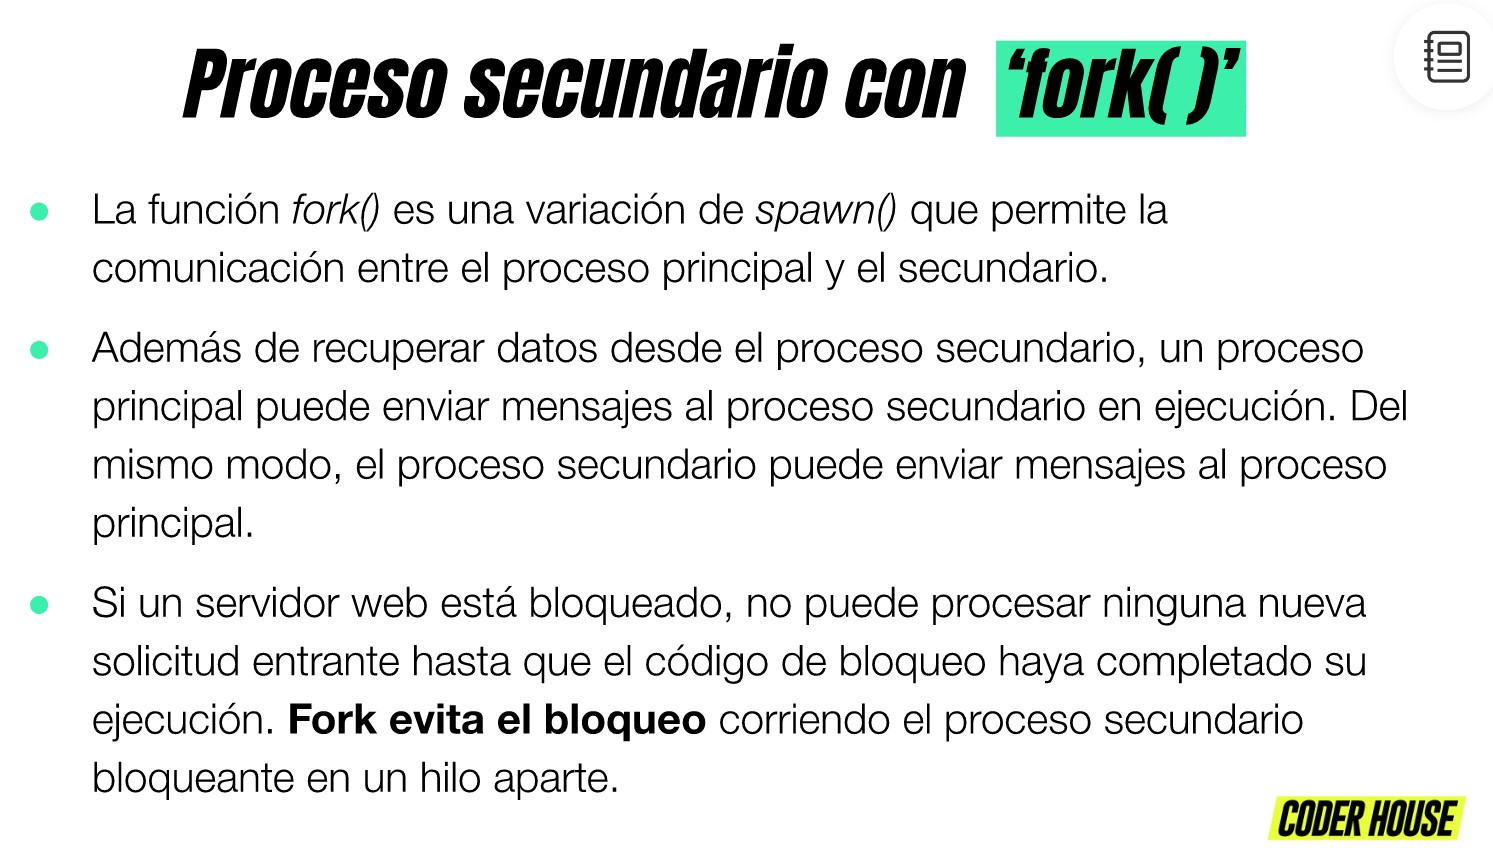 Proceso secundario con ‘fork( )’
● La función fork() es una variación de spawn() que permite la
comunicación entre el proceso principal y el secundario.
● Además de recuperar datos desde el proceso secundario, un proceso
principal puede enviar mensajes al proceso secundario en ejecución. Del
mismo modo, el proceso secundario puede enviar mensajes al proceso
principal.
● Si un servidor web está bloqueado, no puede procesar ninguna nueva
solicitud entrante hasta que el código de bloqueo haya completado su
ejecución. Fork evita el bloqueo corriendo el proceso secundario
bloqueante en un hilo aparte.
CODER HOUSE